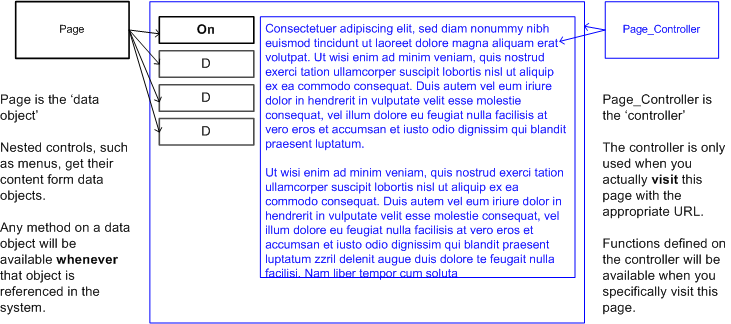 Page
Page is the ‘data
object’
Nested controls, such
as menus, get their
content form data
objects.
Any method on a data
object will be
available whenever
that object is
referenced in the
system.
On
D
D
D
Consectetuer adipiscing elit, sed diam nonummy nibh
euismod tincidunt ut laoreet dolore magna aliquam erat
volutpat. Ut wisi enim ad minim veniam, quis nostrud
exerci tation ullamcorper suscipit lobortis nisl ut aliquip
ex ea commodo consequat. Duis autem vel eum iriure
dolor in hendrerit in vulputate velit esse molestie
consequat, vel illum dolore eu feugiat nulla facilisis at
vero eros et accumsan et iusto odio dignissim qui blandit
praesent luptatum.
Ut wisi enim ad minim veniam, quis nostrud exerci tation
ullamcorper suscipit lobortis nisl ut aliquip ex ea
commodo consequat. Duis autem vel eum iriure dolor in
hendrerit in vulputate velit esse molestie consequat, vel
illum dolore eu feugiat nulla facilisis at vero eros et
accumsan et iusto odio dignissim qui blandit praesent
luptatum zzril delenit augue duis dolore te feugait nulla
facilisi. Nam liber tempor cum soluta
Page_Controller
Page_Controller is
the ‘controller’
The controller is only
used when you
actually visit this
page with the
appropriate URL.
Functions defined on
the controller will be
available when you
specifically visit this
page.